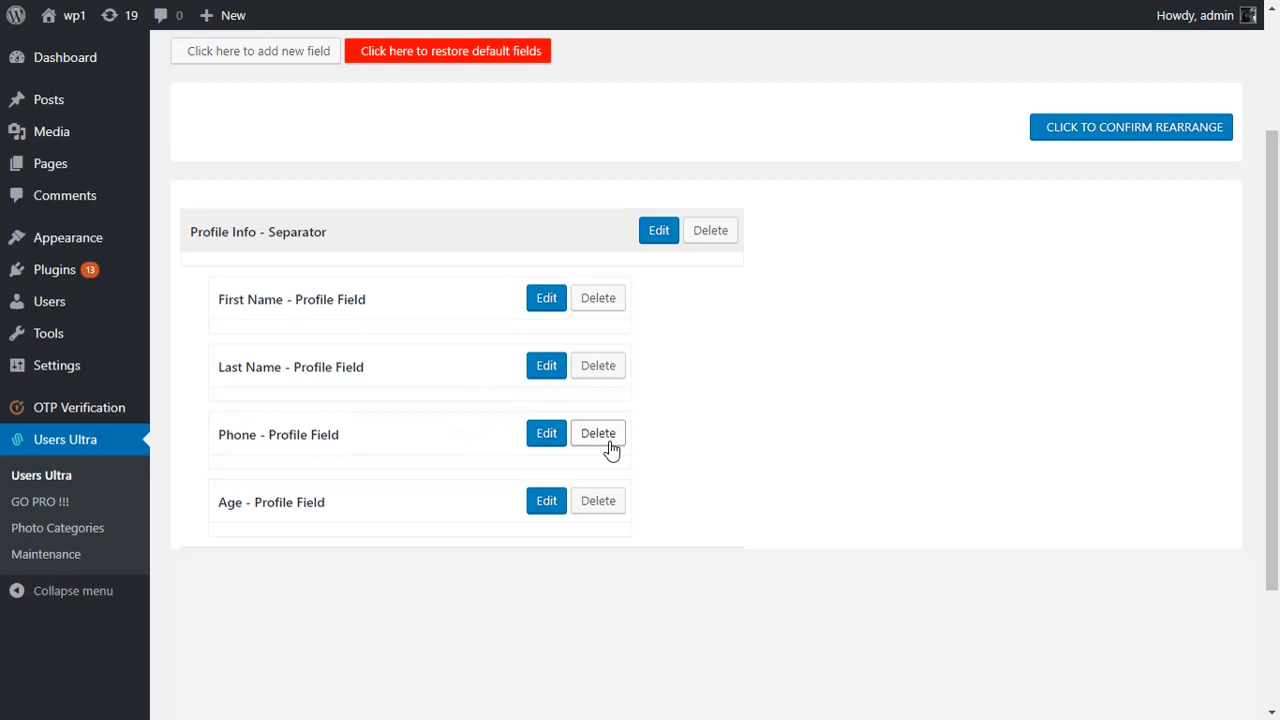 wp1 19 0 New Howdy, admin
Dashboard
Posts
Media
Pages
Comments
Appearance
Plugins 13
Users
Tools
Settings
OTP Verification
Users Ultra
Users Ultra
GO PRO !!!
Photo Categories
Maintenance
Collapse menu
Click here to add new field Click here to restore default fields
CLICK TO CONFIRM REARRANGE
Profile Info - Separator Edit Delete
First Name - Profile Field Edit Delete
Last Name - Profile Field Edit Delete
Phone - Profile Field Edit Delete
Age - Profile Field Edit Delete